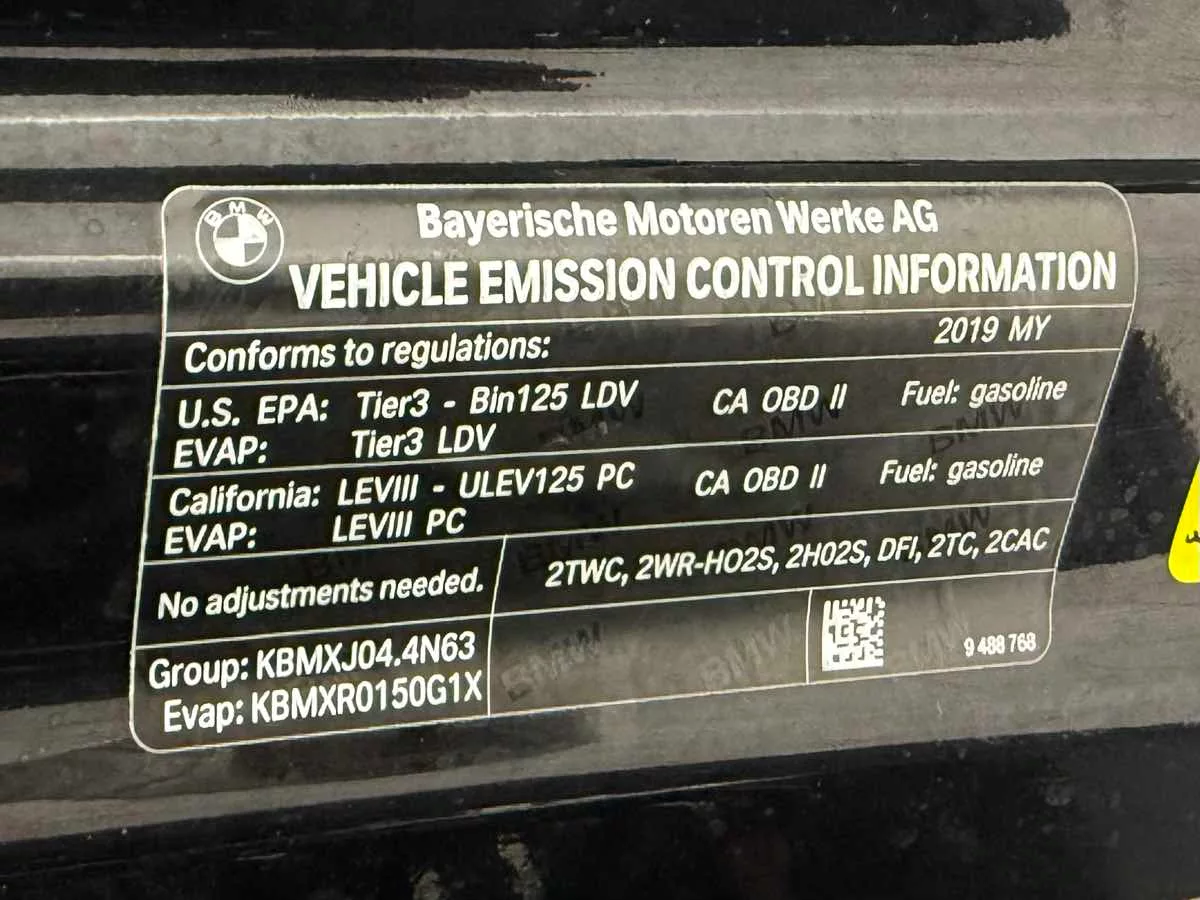 BMW
Bayerische Motoren Werke AG
VEHICLE EMISSION CONTROL INFORMATION
Conforms to regulations: 2019 MY
U.S. EPA: Tier3 - Bin125 LDV CA OBD II Fuel: gasoline
EVAP: Tier3 LDV
California: LEVIII - ULEV125 PC CA OBD II Fuel: gasoline
EVAP: LEVIII PC
No adjustments needed. 2TWC, 2WR-HO2S, 2HO2S, DFI, 2TC, 2CAC
Group: KBMXJ04.4N63
Evap: KBMXR0150G1X
9 488 768